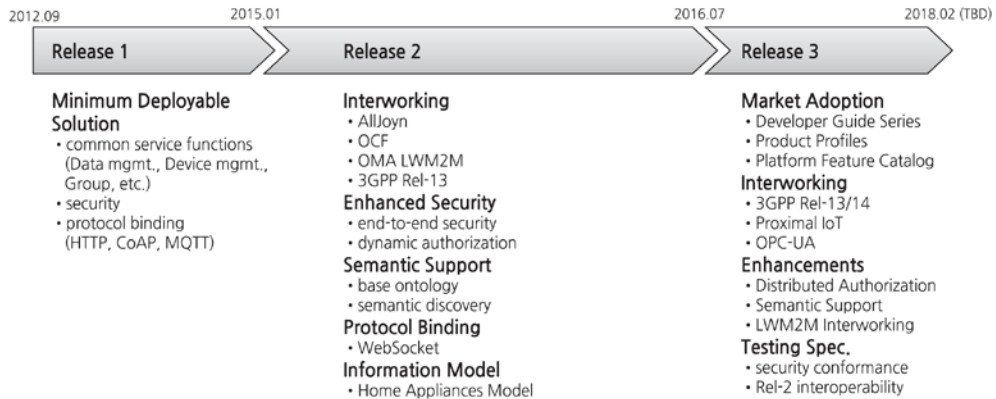 2012.09
2015.01
2016.07
2018.02 (TBD)
Release 1
Release 2
Release 3
Minimum Deployable
Solution
• common service functions
(Data mgmt., Device mgmt.,
Group, etc.)
• security
• protocol binding
(HTTP, CoAP, MQTT)
Interworking
• AllJoyn
• OCF
• OMA LWM2M
• 3GPP Rel-13
Enhanced Security
• end-to-end security
• dynamic authorization
Semantic Support
• base ontology
• semantic discovery
Protocol Binding
• WebSocket
Information Model
• Home Appliances Model
Market Adoption
• Developer Guide Series
• Product Profiles
• Platform Feature Catalog
Interworking
• 3GPP Rel-13/14
• Proximal IoT
• OPC-UA
Enhancements
• Distributed Authorization
• Semantic Support
• LWM2M Interworking
Testing Spec.
• security conformance
• Rel-2 interoperability